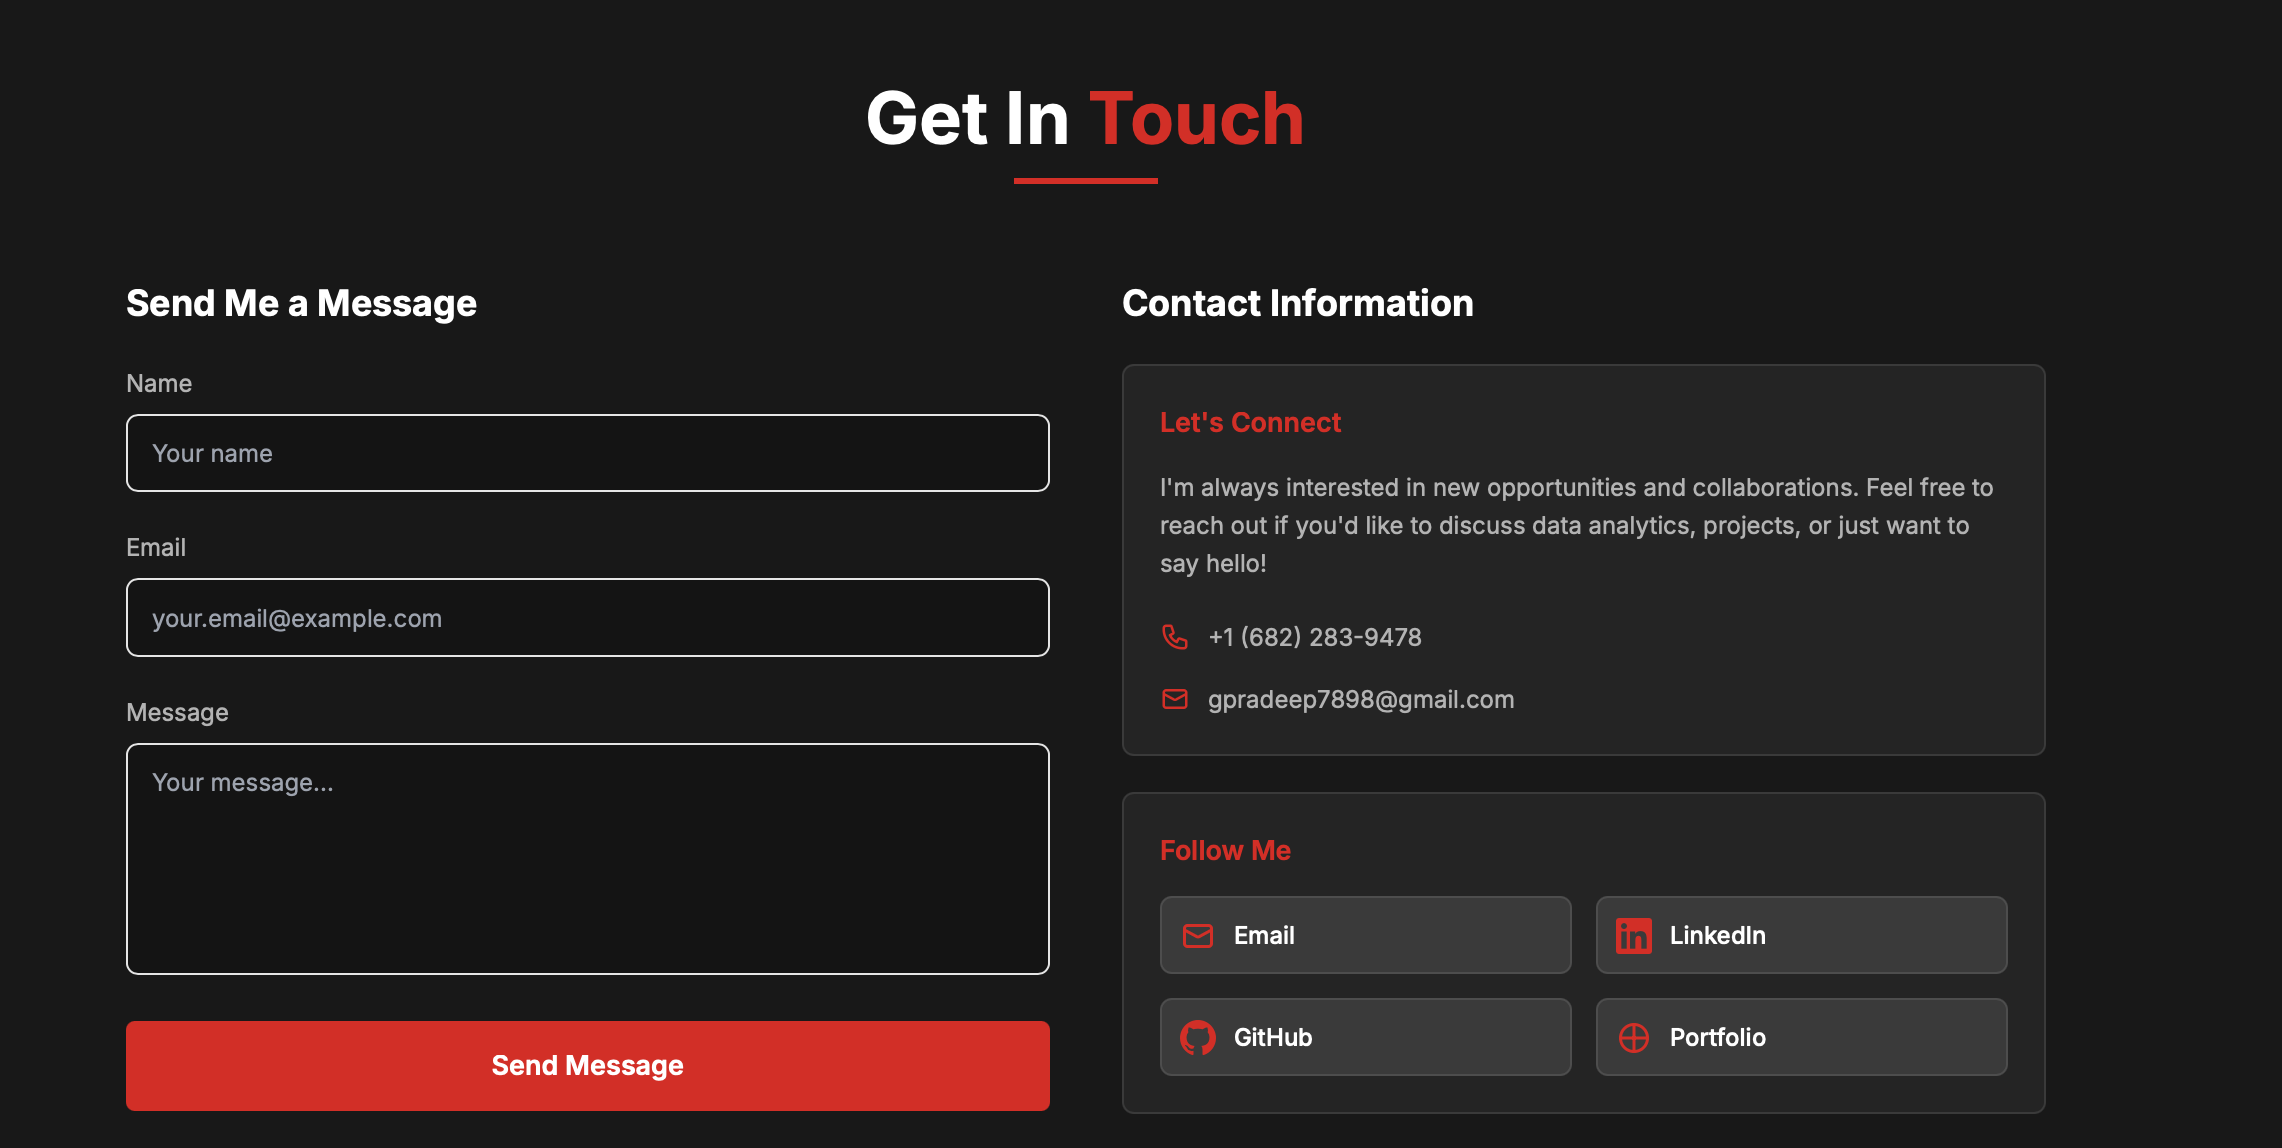 Get In Touch
Send Me a Message
Name
Your name
Email
your.email@example.com
Message
Your message...
Send Message
Contact Information
Let's Connect
I'm always interested in new opportunities and collaborations. Feel free to
reach out if you'd like to discuss data analytics, projects, or just want to
say hello!
+1 (682) 283-9478
gpradeep7898@gmail.com
Follow Me
Email
LinkedIn
GitHub
Portfolio